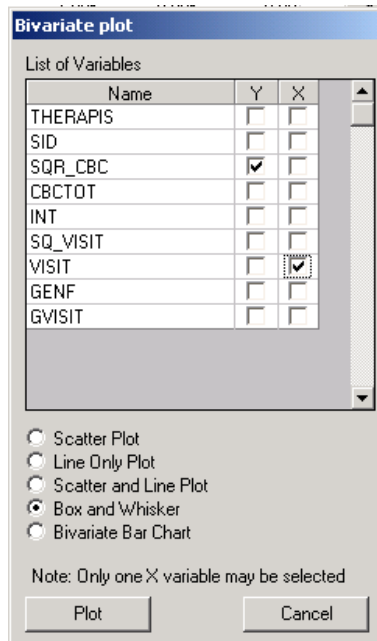 Bivariate plot
List of Variables
Name Y X
THERAPIS
SID
SQR_CBC
CBCTOT
INT
SQ_VISIT
VISIT
GENF
GVISIT
Scatter Plot
Line Only Plot
Scatter and Line Plot
Box and Whisker
Bivariate Bar Chart
Note: Only one X variable may be selected
Plot Cancel